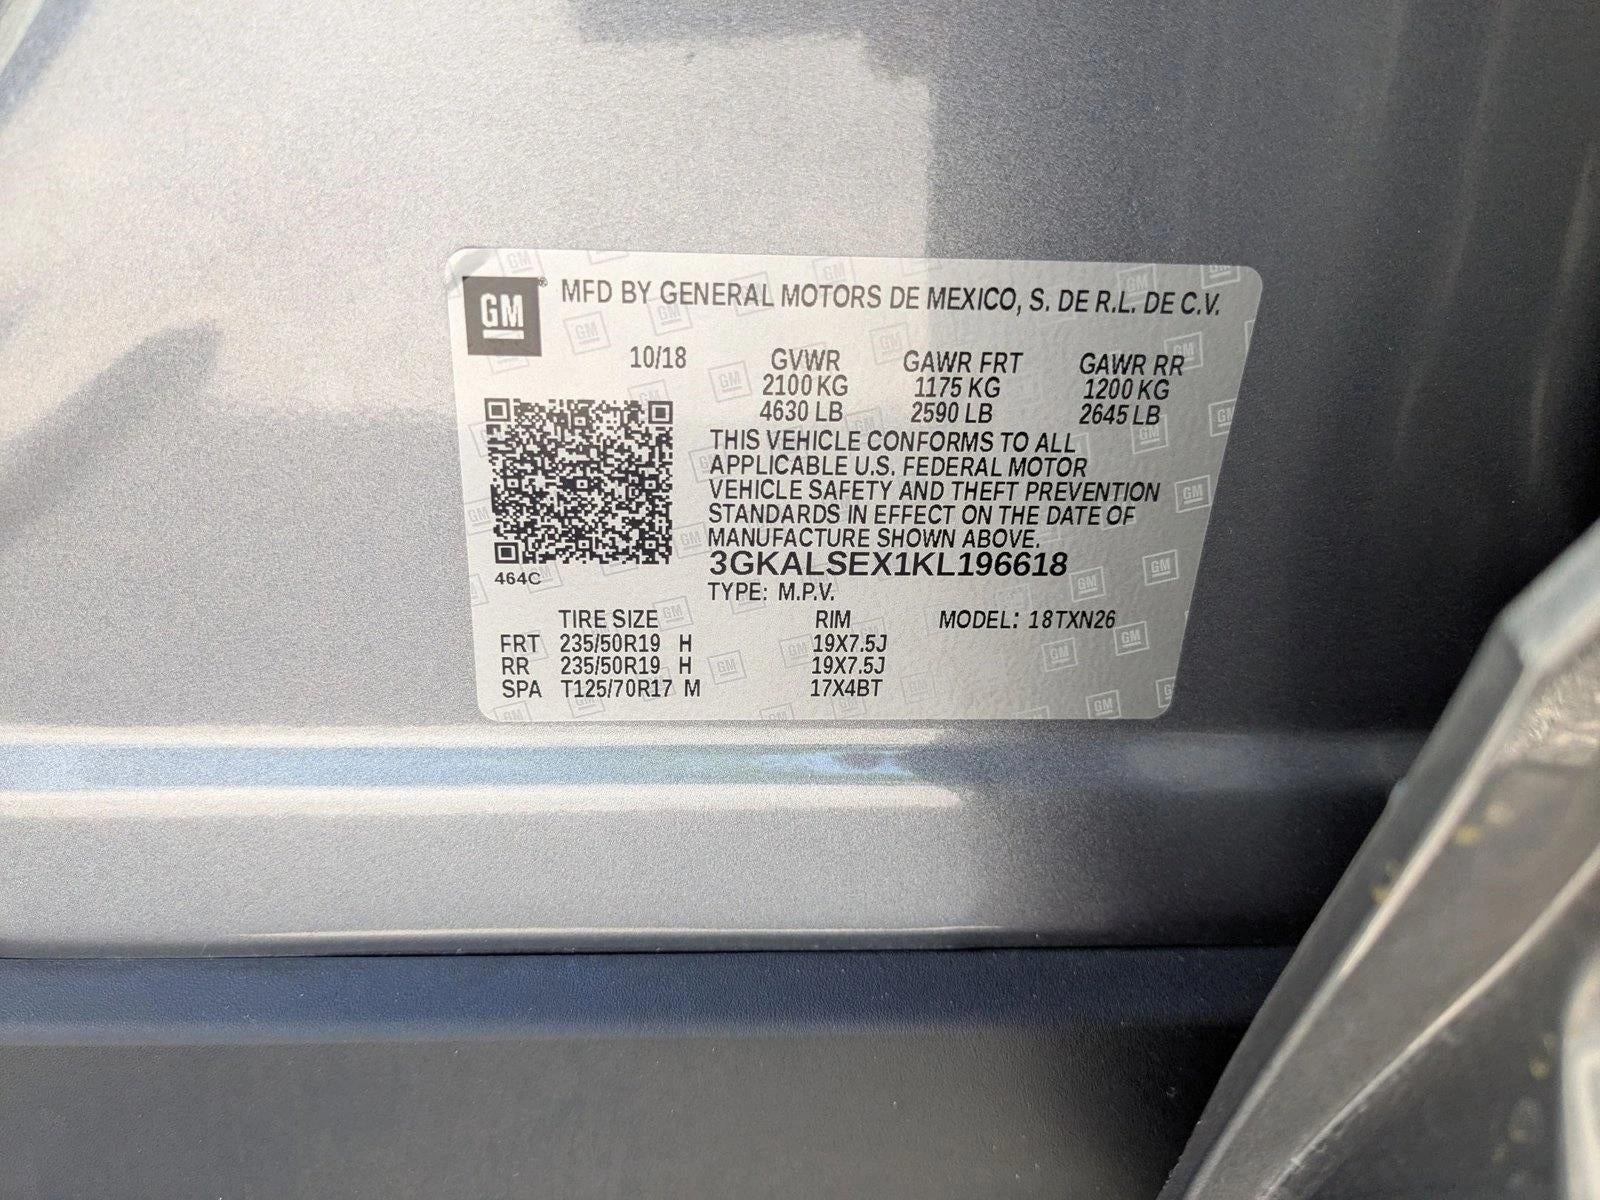 GM® MFD BY GENERAL MOTORS DE MEXICO, S. DE R.L. DE C.V.
10/18 GVWR GAWR FRT GAWR RR
2100 KG 1175 KG 1200 KG
4630 LB 2590 LB 2645 LB
THIS VEHICLE CONFORMS TO ALL
APPLICABLE U.S. FEDERAL MOTOR
VEHICLE SAFETY AND THEFT PREVENTION
STANDARDS IN EFFECT ON THE DATE OF
MANUFACTURE SHOWN ABOVE.
3GKALSEX1KL196618
464C
TYPE: M.P.V.
TIRE SIZE RIM MODEL: 18TXN26
FRT 235/50R19 H 19X7.5J
RR 235/50R19 H 19X7.5J
SPA T125/70R17 M 17X4BT